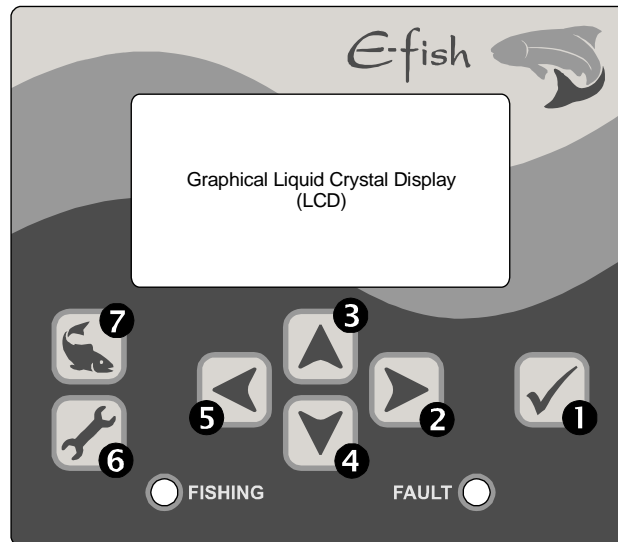 E-fish
Graphical Liquid Crystal Display
(LCD)
7
3
5
2
1
6
4
FISHING
FAULT